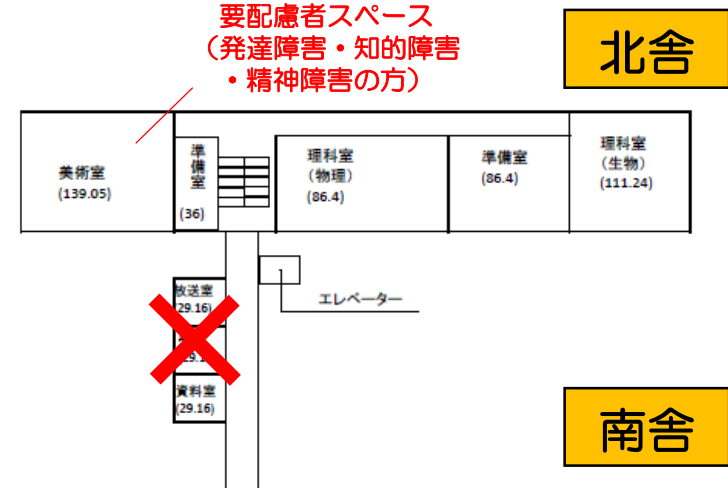 要配慮者スペース
（発達障害・知的障害
・精神障害の方）
北舎
美術室
(139.05)
準備室
(36)
理科室
（物理）
(86.4)
準備室
(86.4)
理科室
（生物）
(111.24)
放送室
(29.16)
エレベーター
資料室
(29.16)
南舎